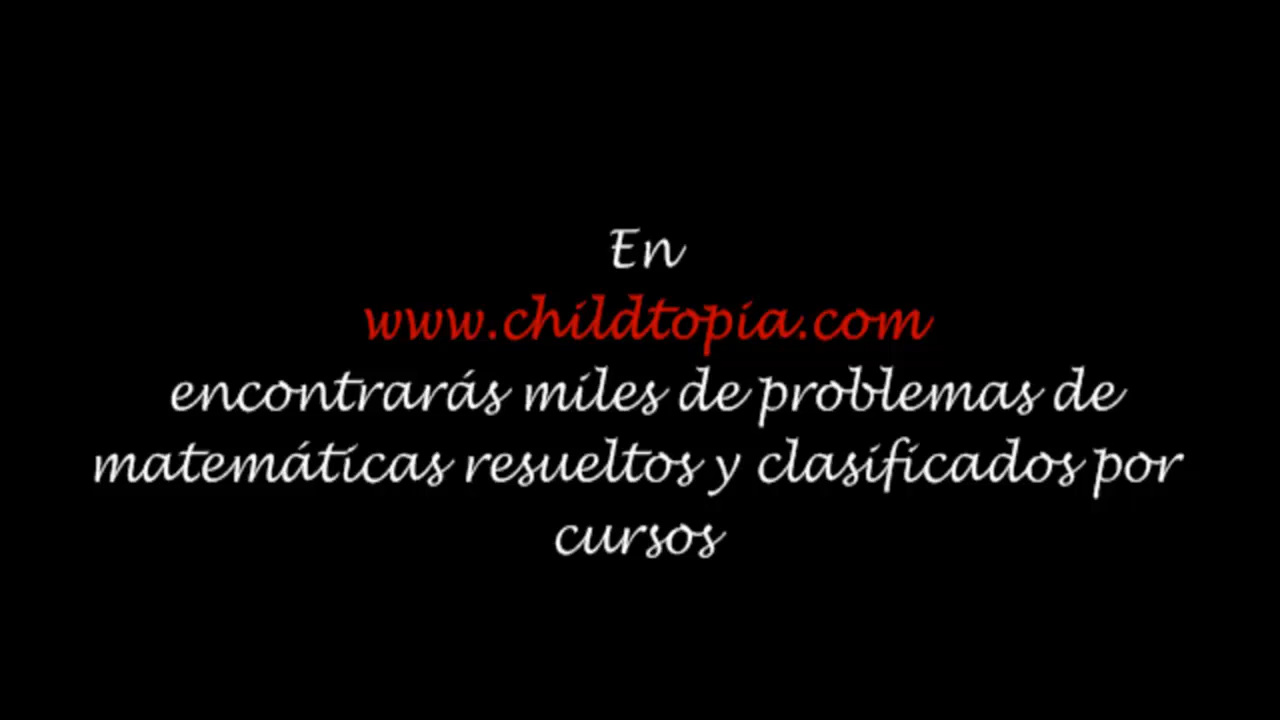 En
www.childtopia.com
encontrarás miles de problemas de
matemáticas resueltos y clasificados por
cursos